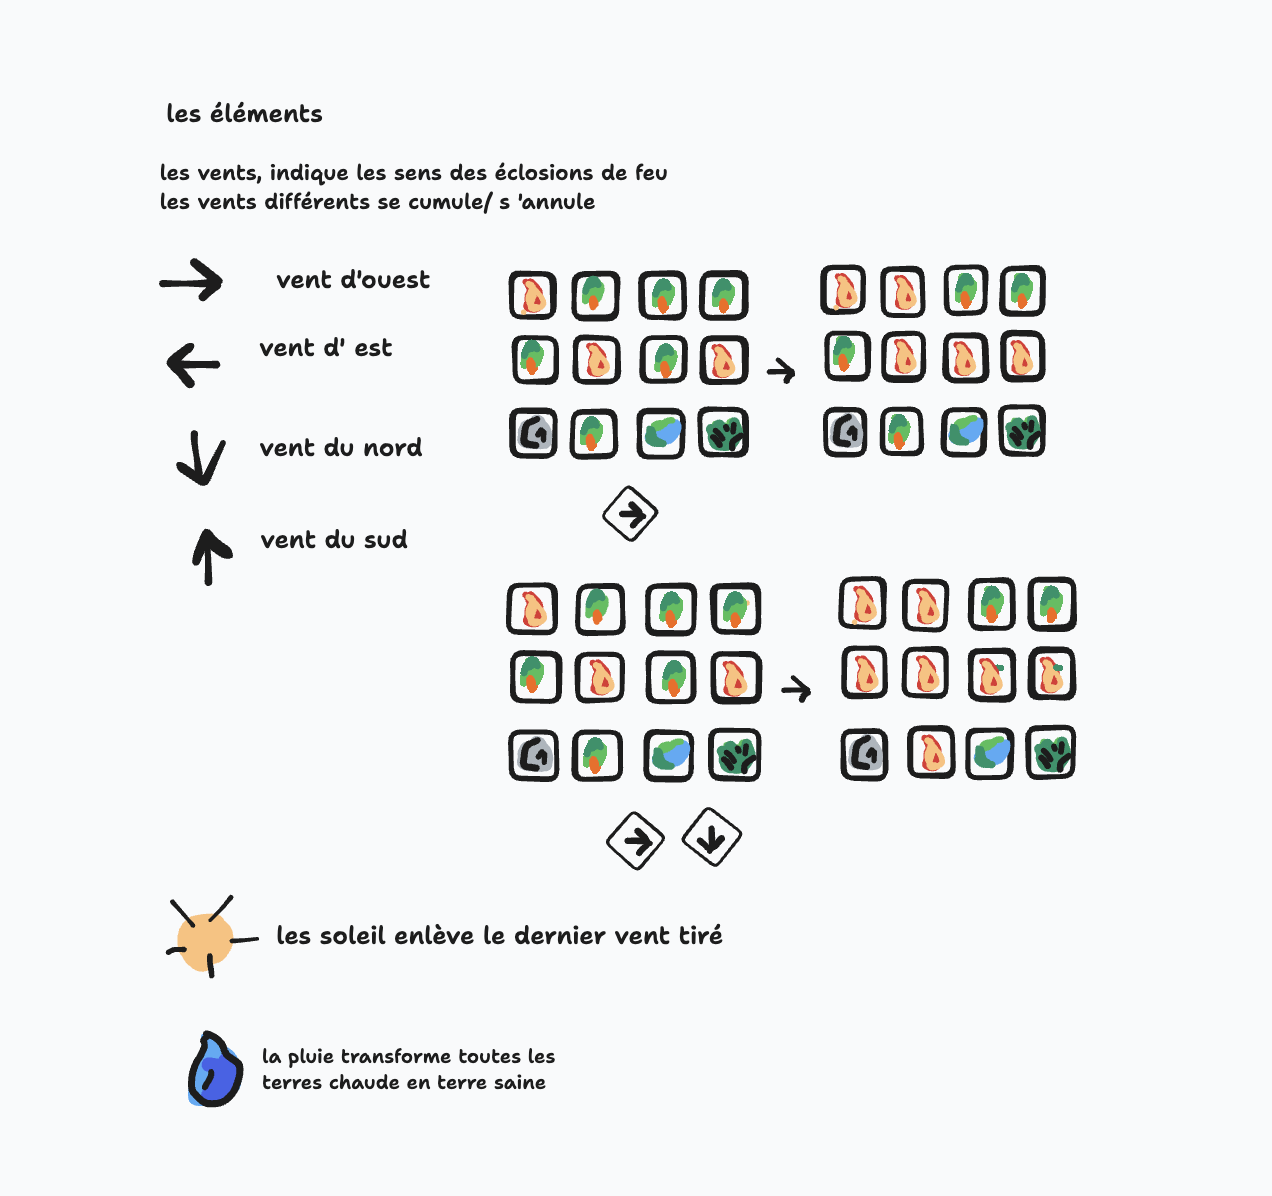 les éléments
les vents, indique les sens des éclosions de feu
les vents différents se cumule/ s 'annule
vent d'ouest
vent d' est
vent du nord
vent du sud
les soleil enlève le dernier vent tiré
la pluie transforme toutes les
terres chaude en terre saine